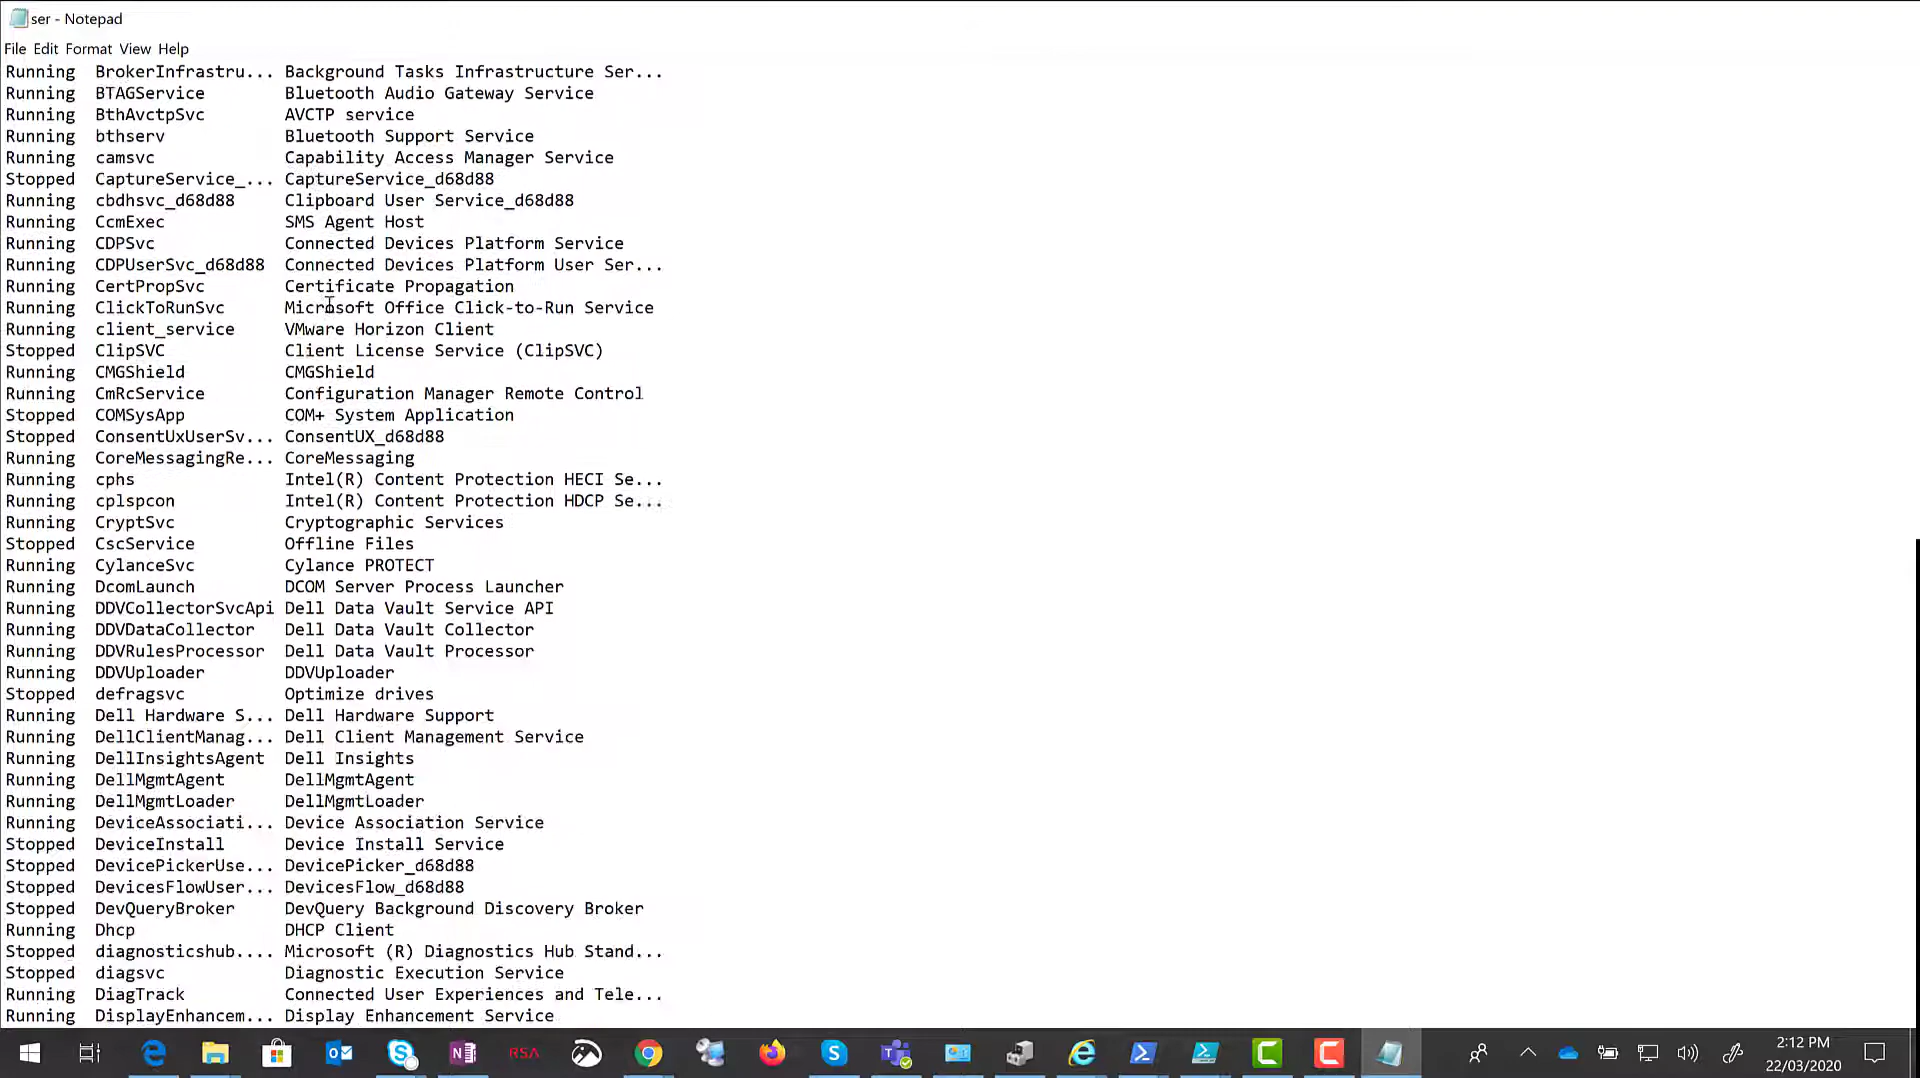 ser - Notepad
File Edit Format View Help
Running BrokerInfrastru... Background Tasks Infrastructure Ser...
Running BTAGService Bluetooth Audio Gateway Service
Running BthAvctpSvc AVCTP service
Running bthserv Bluetooth Support Service
Running camsvc Capability Access Manager Service
Stopped CaptureService_... CaptureService_d68d88
Running cbdhsvc_d68d88 Clipboard User Service_d68d88
Running CcmExec SMS Agent Host
Running CDPSvc Connected Devices Platform Service
Running CDPUserSvc_d68d88 Connected Devices Platform User Ser...
Running CertPropSvc Certificate Propagation
Running ClickToRunSvc Microsoft Office Click-to-Run Service
Running client_service VMware Horizon Client
Stopped ClipSVC Client License Service (ClipSVC)
Running CMGShield CMGShield
Running CmRcService Configuration Manager Remote Control
Stopped COMSysApp COM+ System Application
Stopped ConsentUxUserSv... ConsentUX_d68d88
Running CoreMessagingRe... CoreMessaging
Running cphs Intel(R) Content Protection HECI Se...
Running cplspcon Intel(R) Content Protection HDCP Se...
Running CryptSvc Cryptographic Services
Stopped CscService Offline Files
Running CylanceSvc Cylance PROTECT
Running DcomLaunch DCOM Server Process Launcher
Running DDVCollectorSvcApi Dell Data Vault Service API
Running DDVDataCollector Dell Data Vault Collector
Running DDVRulesProcessor Dell Data Vault Processor
Running DDVUploader DDVUploader
Stopped defragsvc Optimize drives
Running Dell Hardware S... Dell Hardware Support
Running DellClientManag... Dell Client Management Service
Running DellInsightsAgent Dell Insights
Running DellMgmtAgent DellMgmtAgent
Running DellMgmtLoader DellMgmtLoader
Running DeviceAssociati... Device Association Service
Stopped DeviceInstall Device Install Service
Stopped DevicePickerUse... DevicePicker_d68d88
Stopped DevicesFlowUser... DevicesFlow_d68d88
Stopped DevQueryBroker DevQuery Background Discovery Broker
Running Dhcp DHCP Client
Stopped diagnosticshub.... Microsoft (R) Diagnostics Hub Stand...
Stopped diagsvc Diagnostic Execution Service
Running DiagTrack Connected User Experiences and Tele...
Running DisplayEnhancem... Display Enhancement Service
RSA
2:12 PM
22/03/2020